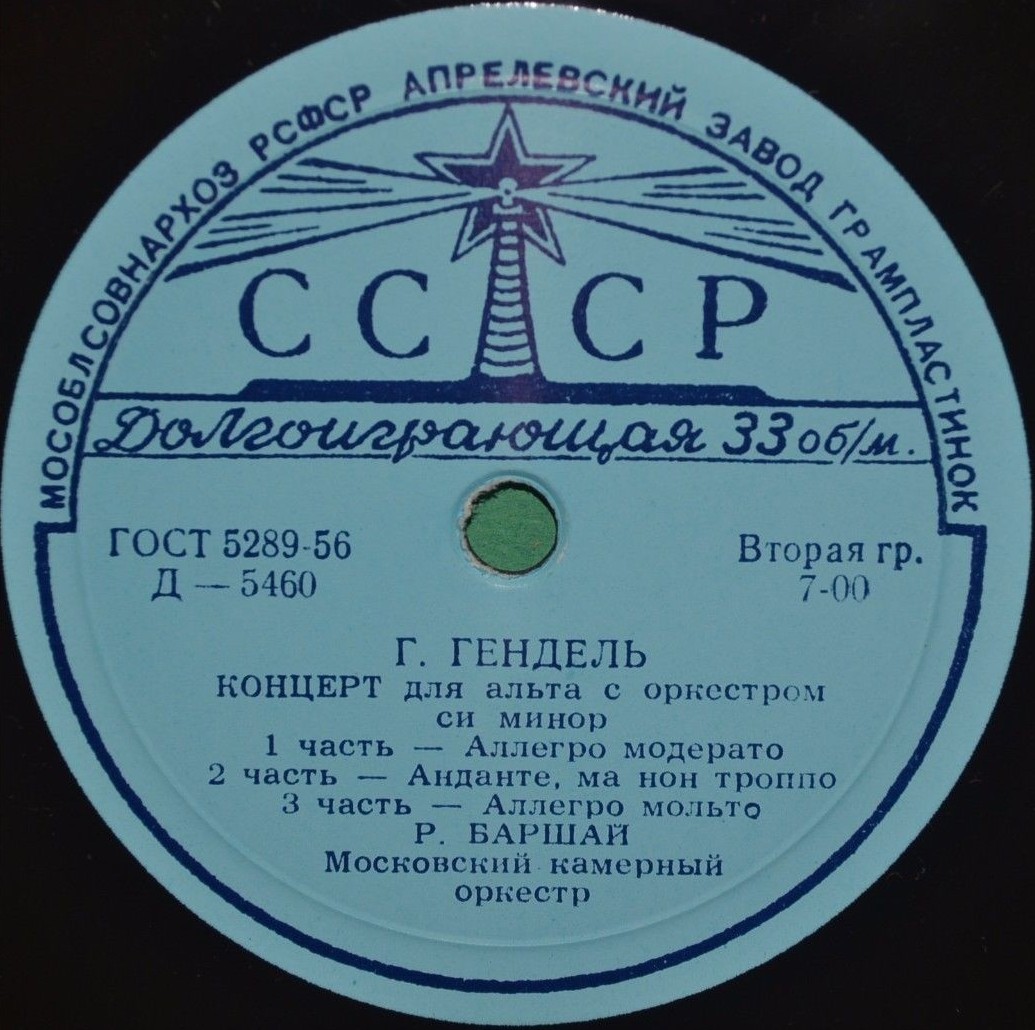 МОСОБЛСОВНАРХОЗ РСФСР АПРЕЛЕВСКИЙ ЗАВОД ГРАМПЛАСТИНОК
СССР
Долгоиграющая 33 об/м.
ГОСТ 5289-56
Д — 5460
Вторая гр.
7-00
Г. ГЕНДЕЛЬ
КОНЦЕРТ для альта с оркестром
си минор
1 часть — Аллегро модерато
2 часть — Анданте, ма нон троппо
3 часть — Аллегро мольто
Р. БАРШАЙ
Московский камерный
оркестр